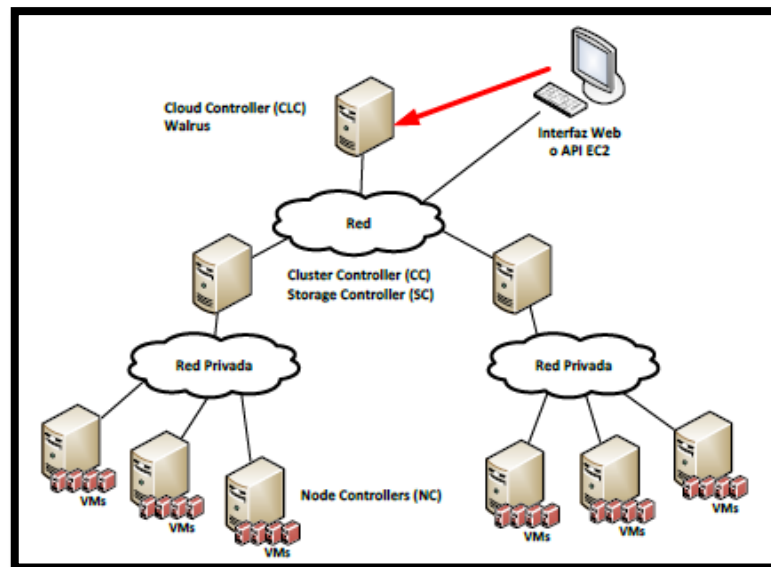 Cloud Controller (CLC)
Walrus
Interfaz Web
o API EC2
Red
Cluster Controller (CC)
Storage Controller (SC)
Red Privada
Red Privada
Node Controllers (NC)
VMs
VMs
VMs
VMs
VMs
VMs